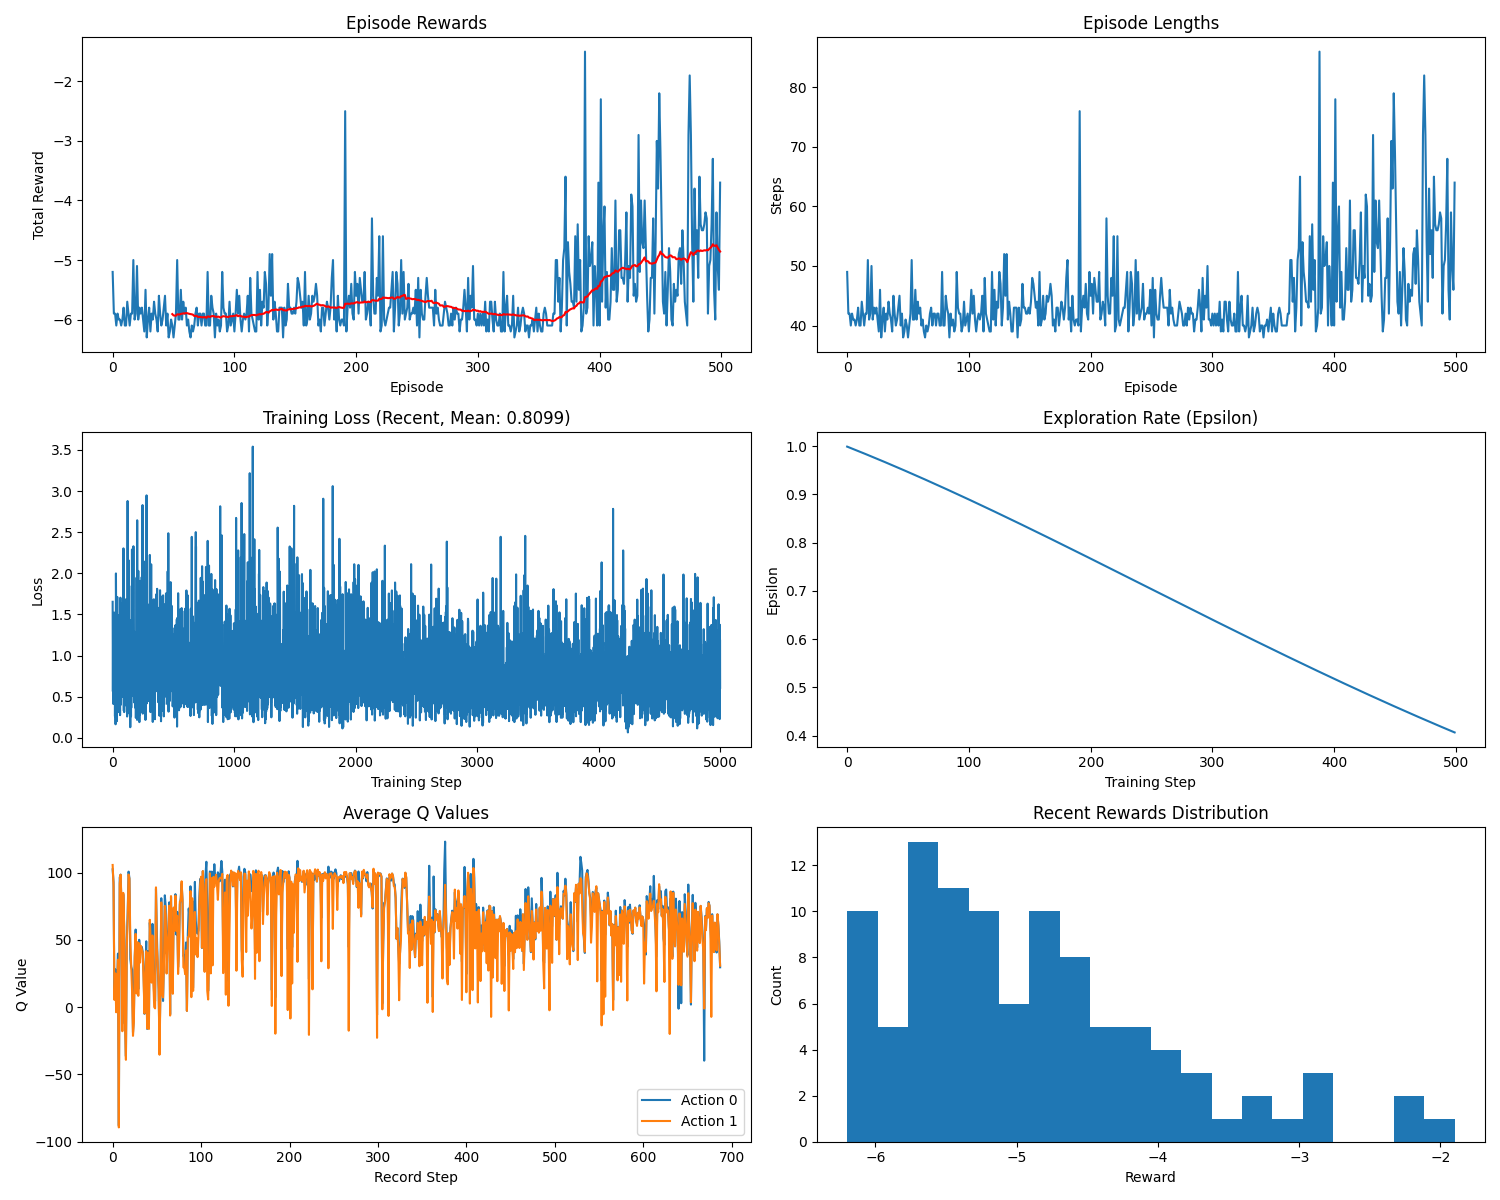 Episode Rewards
Total Reward
−2
−3
−4
−5
−6
0 100 200 300 400 500
Episode
Episode Lengths
Steps
80
70
60
50
40
0 100 200 300 400 500
Episode
Training Loss (Recent, Mean: 0.8099)
Loss
3.5
3.0
2.5
2.0
1.5
1.0
0.5
0.0
0 1000 2000 3000 4000 5000
Training Step
Exploration Rate (Epsilon)
Epsilon
1.0
0.9
0.8
0.7
0.6
0.5
0.4
0 100 200 300 400 500
Training Step
Average Q Values
Q Value
100
50
0
−50
−100
Action 0
Action 1
0 100 200 300 400 500 600 700
Record Step
Recent Rewards Distribution
Count
12
10
8
6
4
2
0
−6 −5 −4 −3 −2
Reward